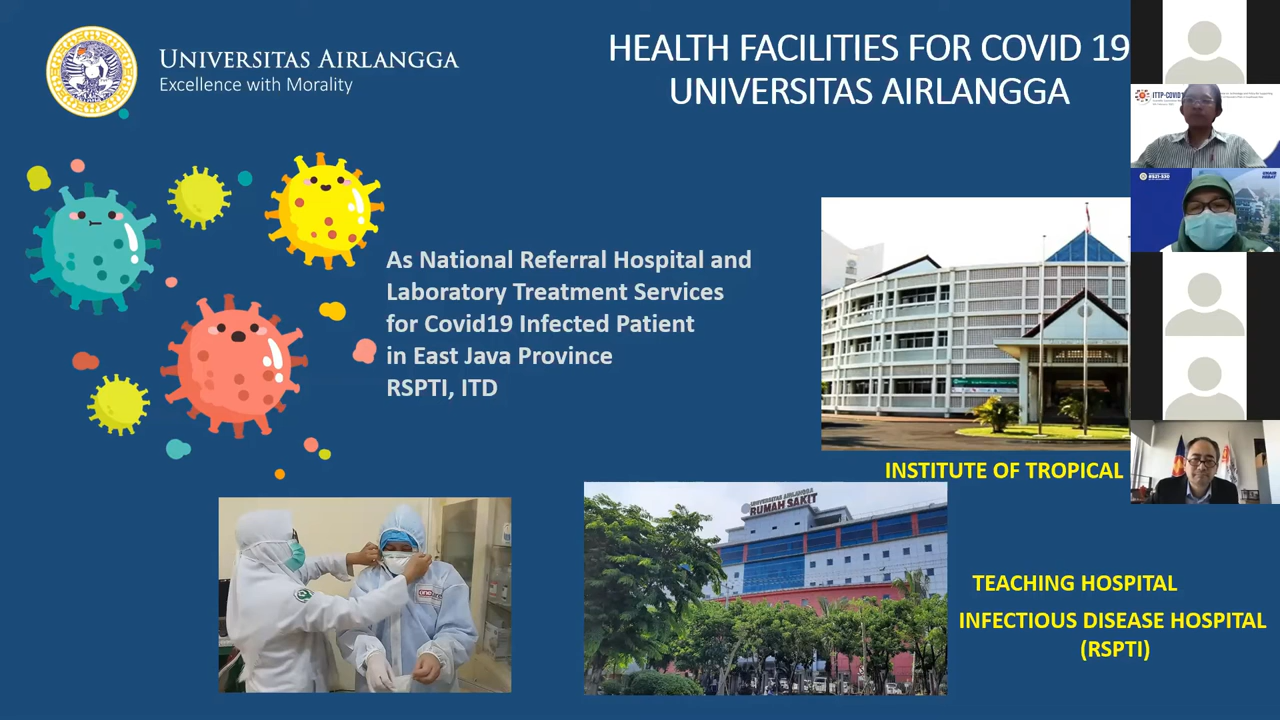 UNIVERSITAS AIRLANGGA
Excellence with Morality
HEALTH FACILITIES FOR COVID 19
UNIVERSITAS AIRLANGGA
As National Referral Hospital and
Laboratory Treatment Services
for Covid19 Infected Patient
in East Java Province
RSPTI, ITD
INSTITUTE OF TROPICAL
UNIVERSITAS AIRLANGGA
RUMAH SAKIT
TEACHING HOSPITAL
INFECTIOUS DISEASE HOSPITAL
(RSPTI)
ITTP-COVID